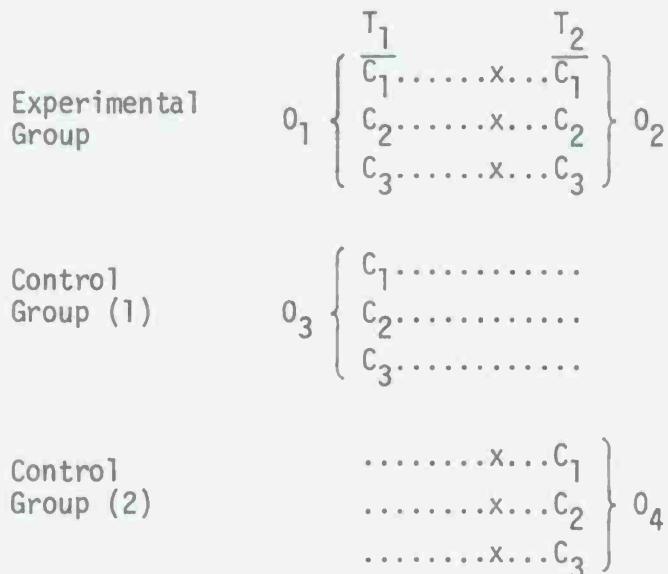 T1 T2
C1.......x...C1
Experimental
Group O1 C2.......x...C2 O2
C3.......x...C3
C1............
Control
Group (1) O3 C2............
C3............
........x...C1
Control
Group (2) ........x...C2 O4
........x...C3